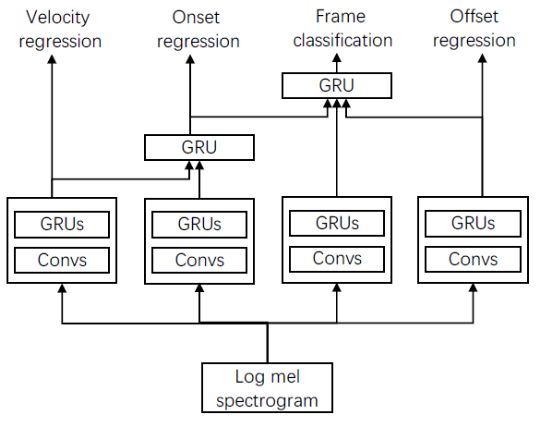 Velocity
regression
Onset
regression
Frame
classification
Offset
regression
GRU
GRU
GRUs
GRUs
GRUs
GRUs
Convs
Convs
Convs
Convs
Log mel
spectrogram